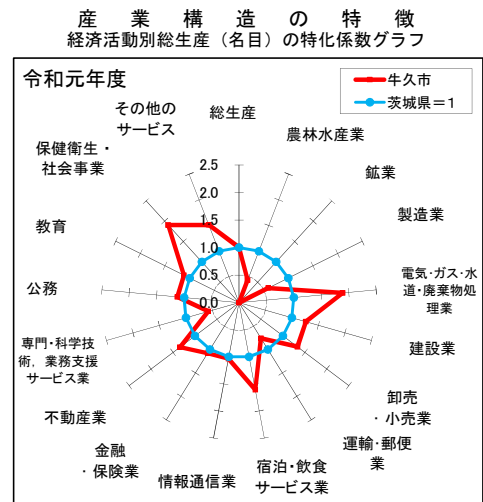 産業構造の特徴
経済活動別総生産（名目）の特化係数グラフ
令和元年度
牛久市
茨城県＝1
総生産
農林水産業
鉱業
製造業
電気・ガス・水
道・廃棄物処
理業
建設業
卸売
・小売業
運輸・郵便
業
宿泊・飲食
サービス業
情報通信業
金融
・保険業
不動産業
専門・科学技
術，業務支援
サービス業
公務
教育
保健衛生・
社会事業
その他の
サービス
2.5
2.0
1.5
1.0
0.5
0.0